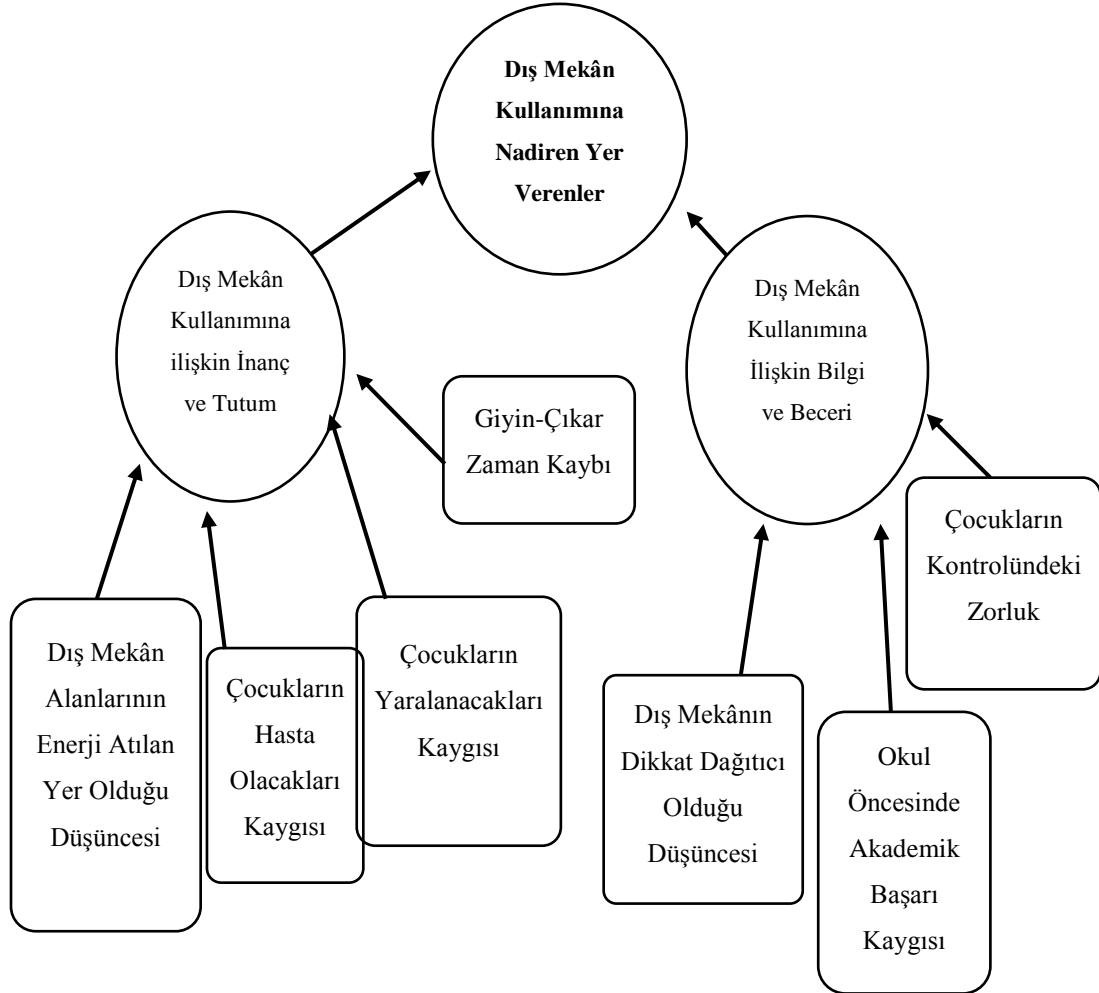 Dış Mekân
Kullanımına
Nadiren Yer
Verenler
Dış Mekân
Kullanımına
ilişkin İnanç
ve Tutum
Dış Mekân
Kullanımına
İlişkin Bilgi
ve Beceri
Giyin-Çıkar
Zaman Kaybı
Çocukların
Kontrolündeki
Zorluk
Dış Mekân
Alanlarının
Enerji Atılan
Yer Olduğu
Düşüncesi
Çocukların
Hasta
Olacakları
Kaygısı
Çocukların
Yaralanacakları
Kaygısı
Dış Mekânın
Dikkat Dağıtıcı
Olduğu
Düşüncesi
Okul
Öncesinde
Akademik
Başarı
Kaygısı